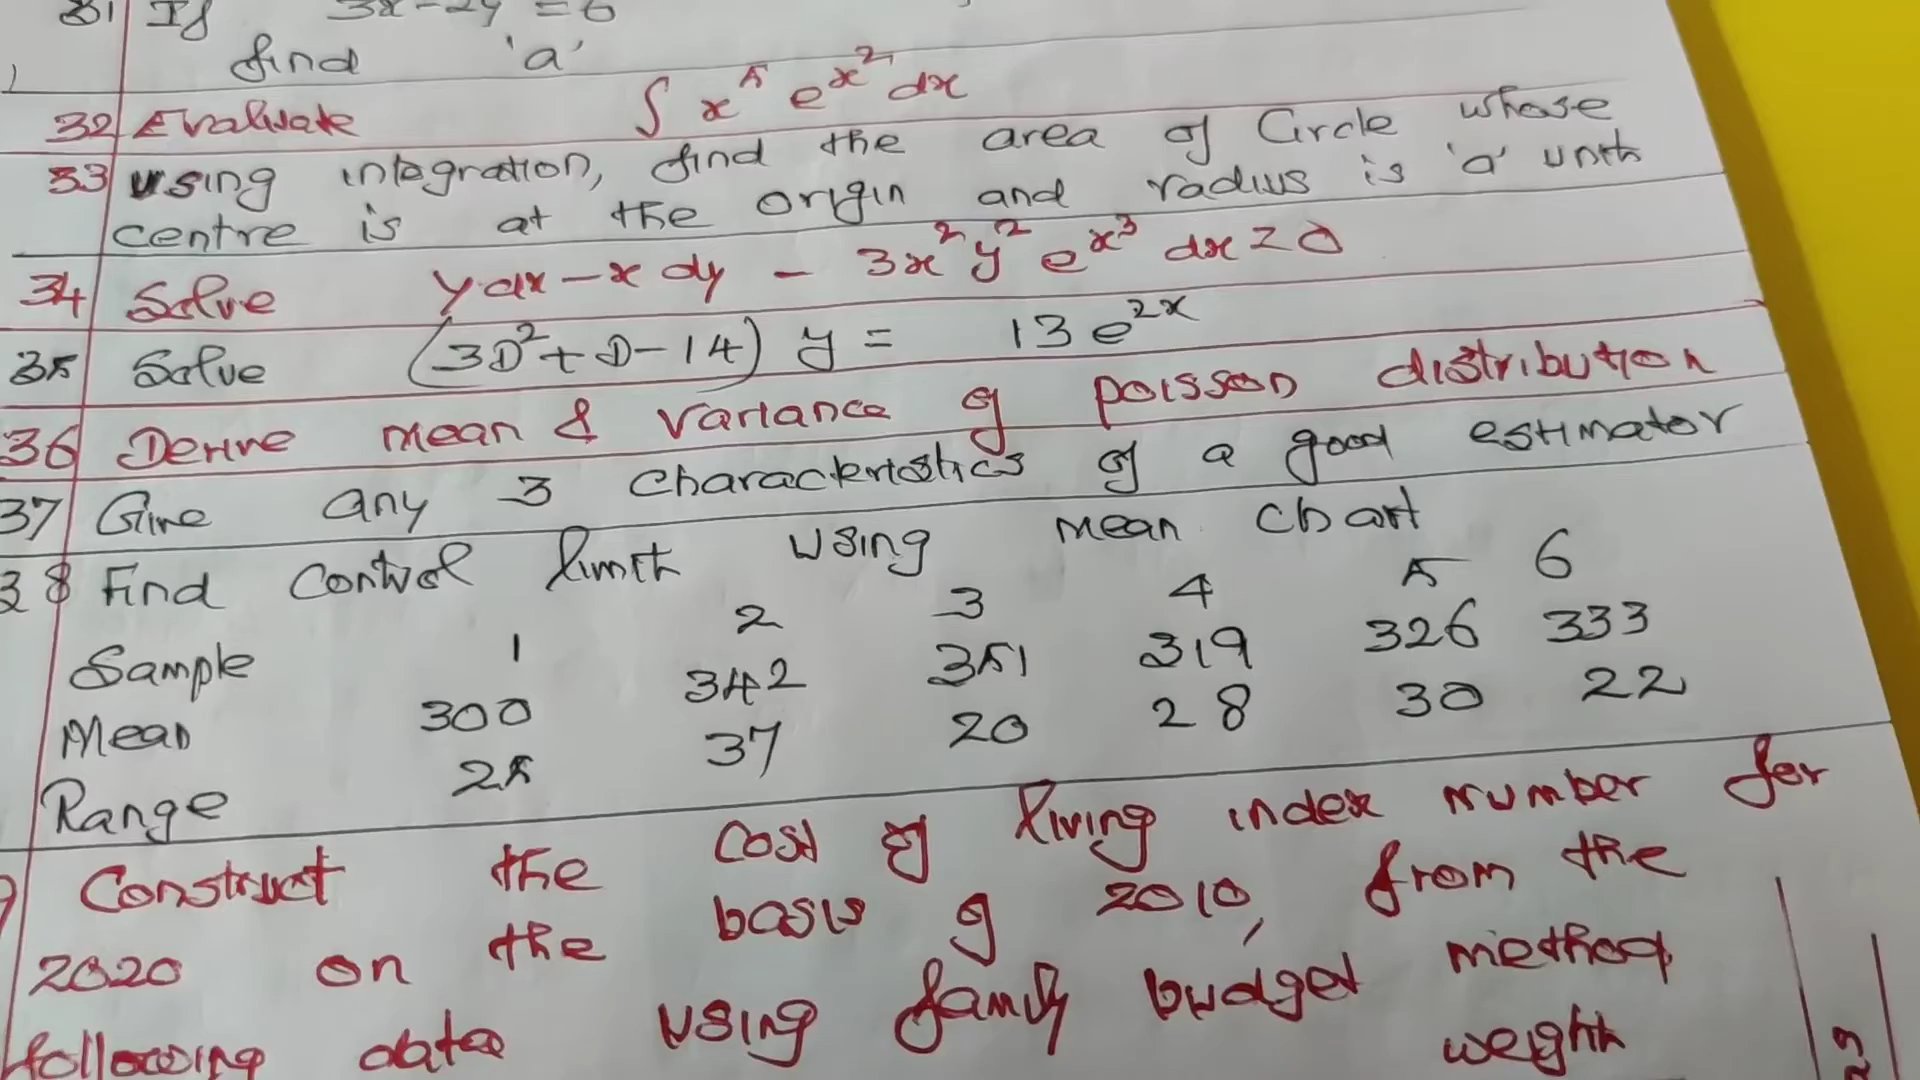 31 If 3x-2y=6
find 'a'
32 Evaluate ∫ x⁵ e^x² dx
33 using integration, find the area of Circle whose
centre is at the origin and radius is 'a' units
34 Solve ydx - x dy - 3x²y² e^x³ dx = 0
35 Solve (3D²+D-14) y = 13 e^2x
36 Derive mean & variance of poisson distribution
37 Give any 3 characteristics of a good estimator
38 Find Control limits using mean chart
Sample 1 2 3 4 5 6
Mean 300 342 351 319 326 333
Range 25 37 20 28 30 22
Construct the Cost of living index number for
2020 on the basis of 2010, from the
following data using family budget method
weights